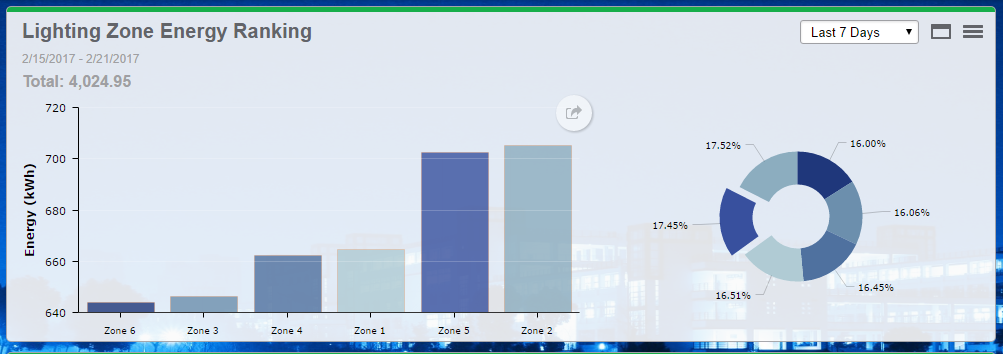 Lighting Zone Energy Ranking
Last 7 Days
2/15/2017 - 2/21/2017
Total: 4,024.95
Energy (kWh)
720
700
680
660
640
Zone 6
Zone 3
Zone 4
Zone 1
Zone 5
Zone 2
17.52%
16.00%
16.06%
17.45%
16.45%
16.51%